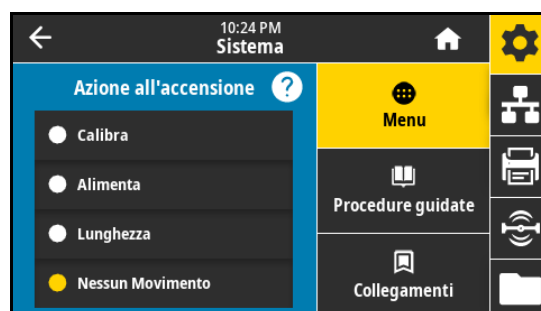 10:24 PM
Sistema
Azione all'accensione ?
Calibra
Alimenta
Lunghezza
Nessun Movimento
Menu
Procedure guidate
Collegamenti